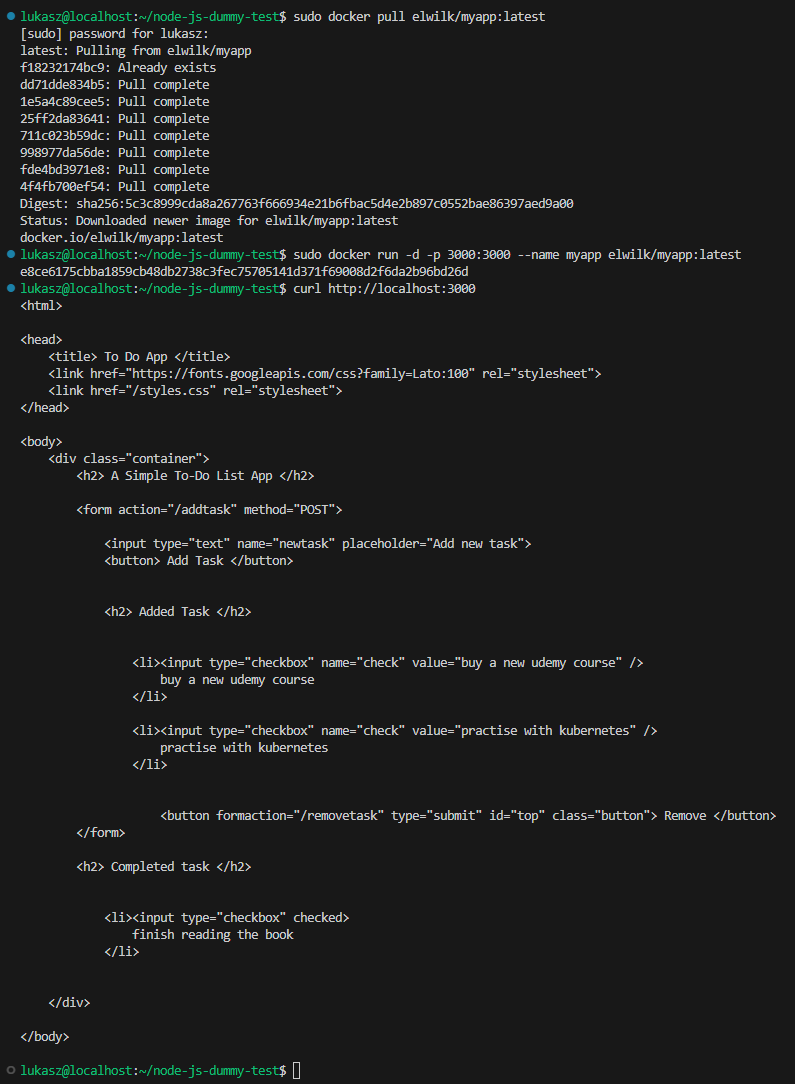 lukasz@localhost:~/node-js-dummy-test$ sudo docker pull elwilk/myapp:latest
[sudo] password for lukasz:
latest: Pulling from elwilk/myapp
f18232174bc9: Already exists
dd71dde834b5: Pull complete
1e5a4c89cee5: Pull complete
25ff2da83641: Pull complete
711c023b59dc: Pull complete
998977da56de: Pull complete
fde4bd3971e8: Pull complete
4f4fb700ef54: Pull complete
Digest: sha256:5c3c8999cda8a267763f666934e21b6fbac5d4e2b897c0552bae86397aed9a00
Status: Downloaded newer image for elwilk/myapp:latest
docker.io/elwilk/myapp:latest
lukasz@localhost:~/node-js-dummy-test$ sudo docker run -d -p 3000:3000 --name myapp elwilk/myapp:latest
e8ce6175cbba1859cb48db2738c3fec75705141d371f69008d2f6da2b96bd26d
lukasz@localhost:~/node-js-dummy-test$ curl http://localhost:3000
<html>

<head>
    <title> To Do App </title>
    <link href="https://fonts.googleapis.com/css?family=Lato:100" rel="stylesheet">
    <link href="/styles.css" rel="stylesheet">
</head>

<body>
    <div class="container">
        <h2> A Simple To-Do List App </h2>

        <form action="/addtask" method="POST">

            <input type="text" name="newtask" placeholder="Add new task">
            <button> Add Task </button>

            <h2> Added Task </h2>

                <li><input type="checkbox" name="check" value="buy a new udemy course" />
                    buy a new udemy course
                </li>

                <li><input type="checkbox" name="check" value="practise with kubernetes" />
                    practise with kubernetes
                </li>

                    <button formaction="/removetask" type="submit" id="top" class="button"> Remove </button>
        </form>

        <h2> Completed task </h2>

            <li><input type="checkbox" checked>
                finish reading the book
            </li>

    </div>

</body>

lukasz@localhost:~/node-js-dummy-test$